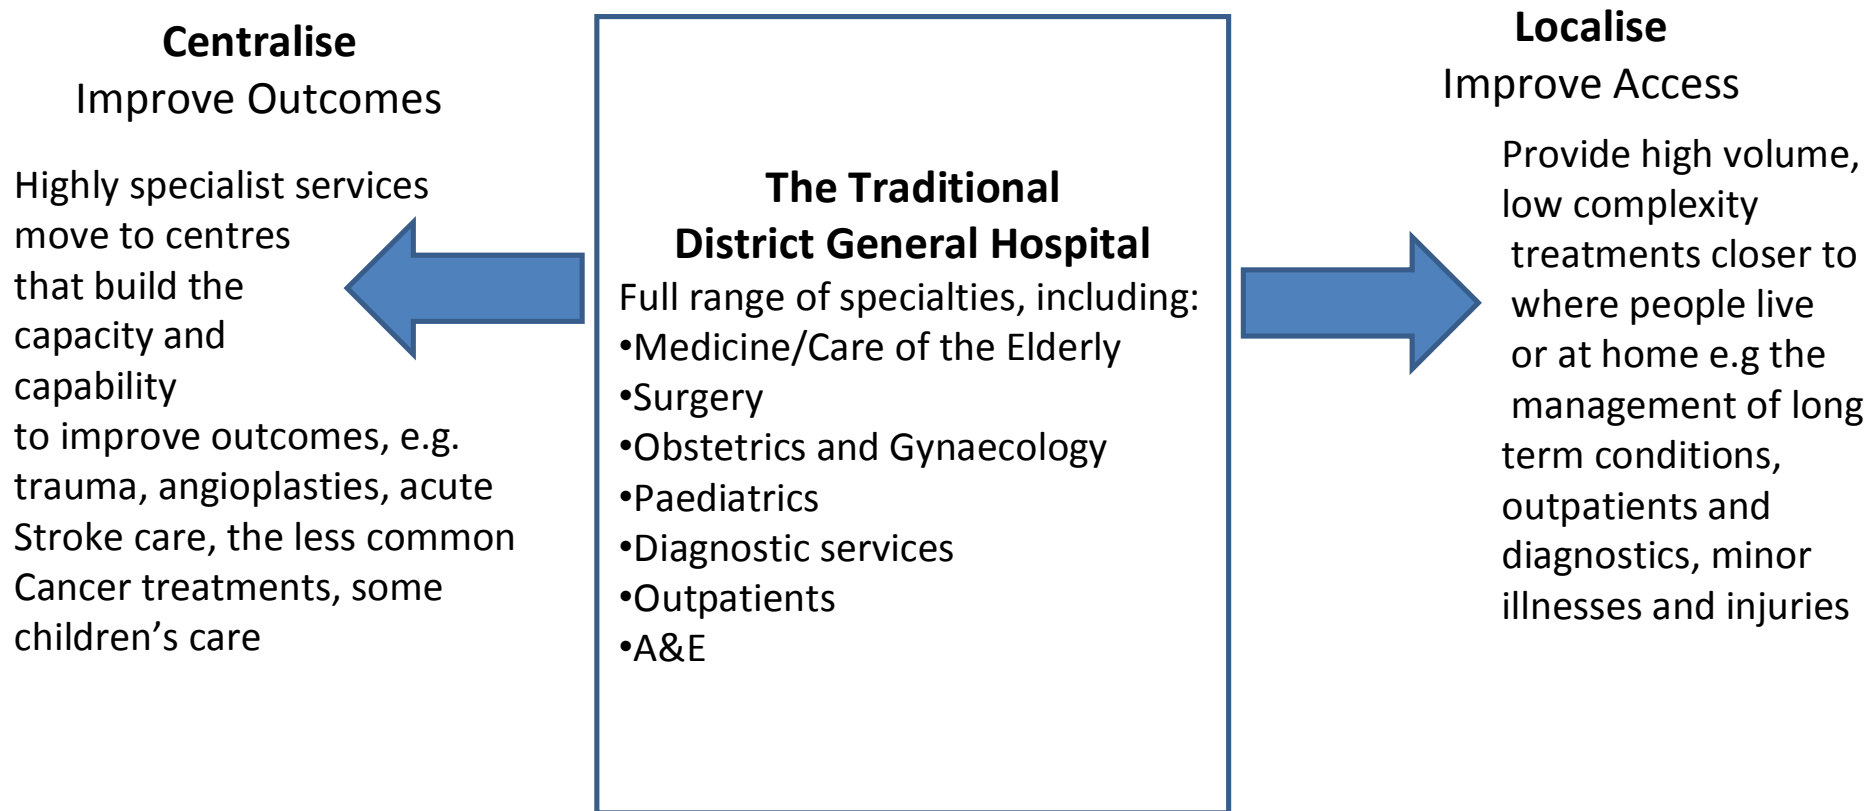 Centralise
Improve Outcomes
Highly specialist services
move to centres
that build the
capacity and
capability
to improve outcomes, e.g.
trauma, angioplasties, acute
Stroke care, the less common
Cancer treatments, some
children’s care
The Traditional
District General Hospital
Full range of specialties, including:
•Medicine/Care of the Elderly
•Surgery
•Obstetrics and Gynaecology
•Paediatrics
•Diagnostic services
•Outpatients
•A&E
Localise
Improve Access
Provide high volume,
low complexity
treatments closer to
where people live
or at home e.g the
management of long
term conditions,
outpatients and
diagnostics, minor
illnesses and injuries